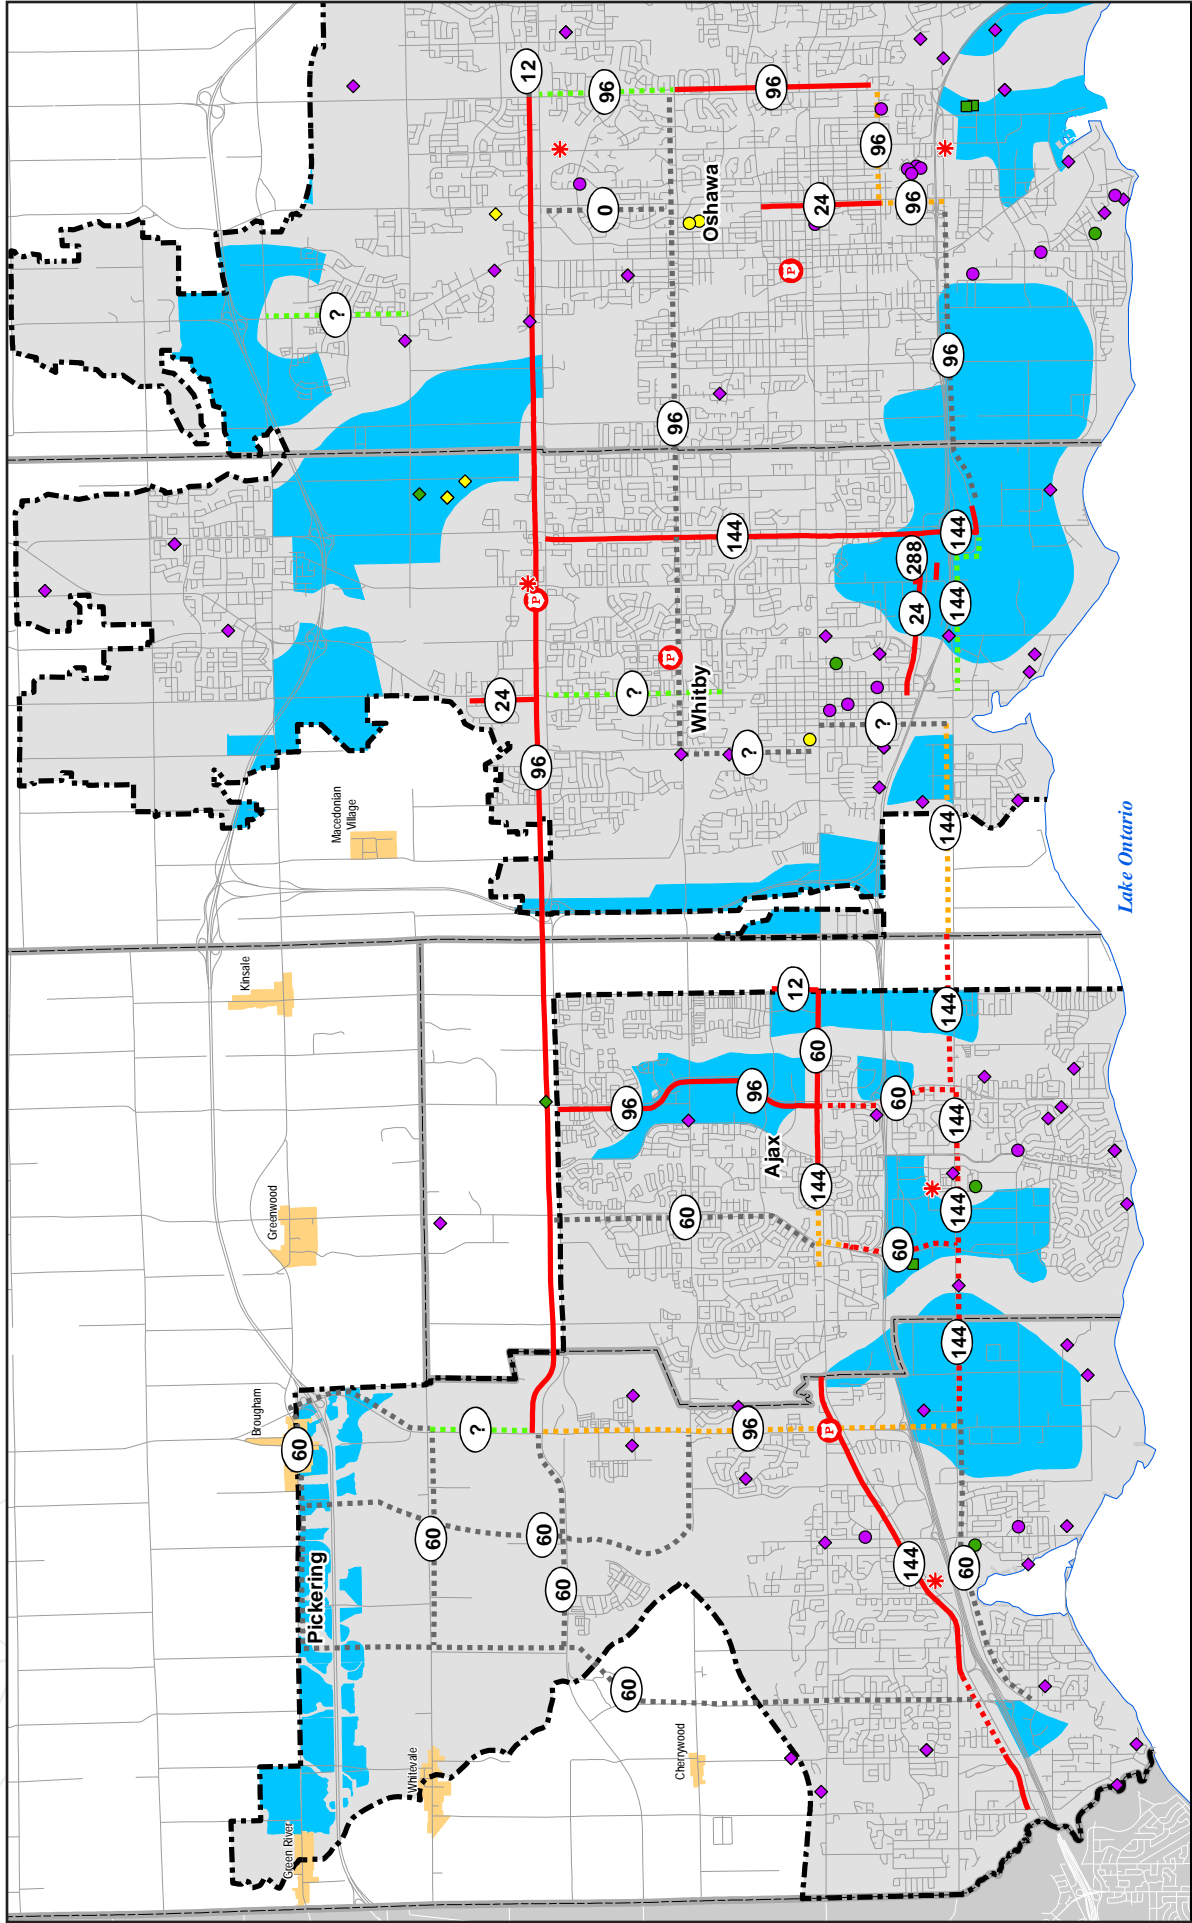 12
96
96
96
96
24
0
Oshawa
P
?
96
96
144
144
288
24
144
P
P
Whitby
24
?
?
?
96
144
Macedonian
Village
Lake Ontario
Kinsale
12
144
60
96
96
60
144
Ajax
144
144
60
60
Greenwood
144
Brougham
60
?
96
P
Pickering
60
60
60
144
60
60
Whitevale
Cherrywood
Green River